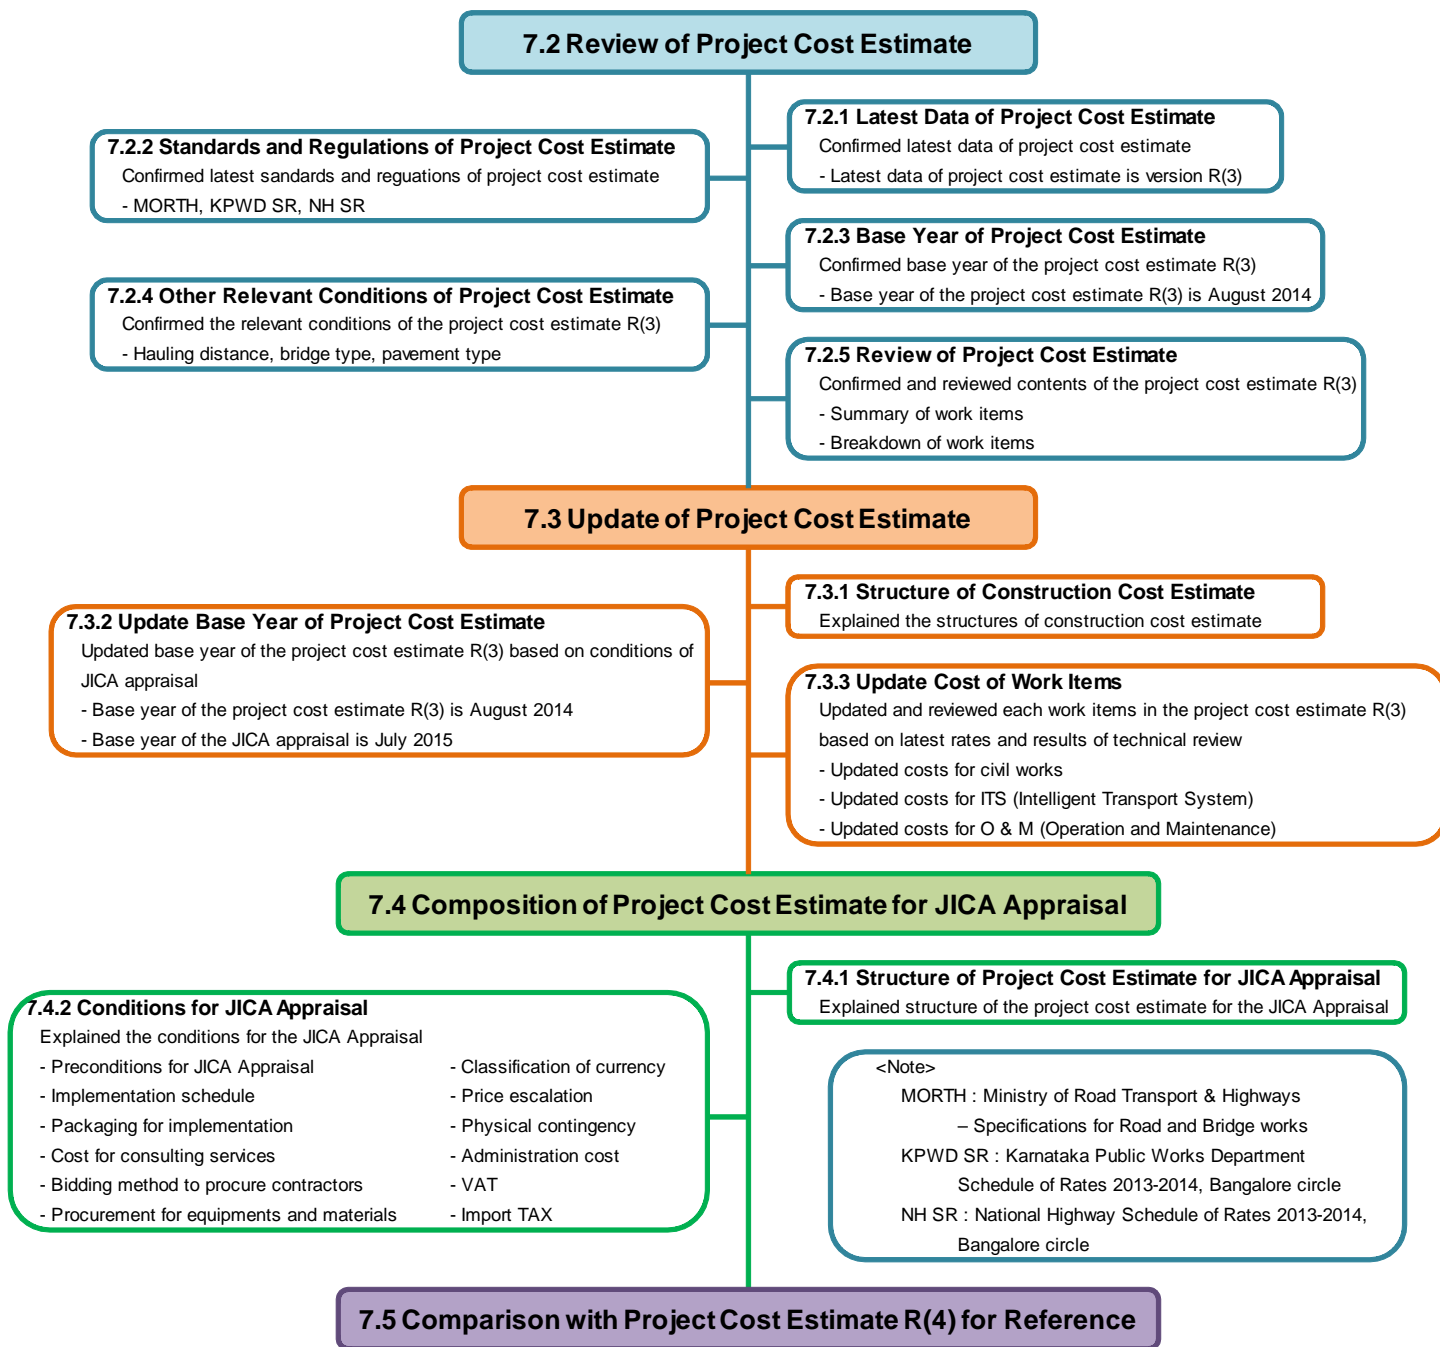 7.2 Review of Project Cost Estimate
7.2.1 Latest Data of Project Cost Estimate
Confirmed latest data of project cost estimate
- Latest data of project cost estimate is version R(3)
7.2.2 Standards and Regulations of Project Cost Estimate
Confirmed latest sandards and reguations of project cost estimate
- MORTH, KPWD SR, NH SR
7.2.3 Base Year of Project Cost Estimate
Confirmed base year of the project cost estimate R(3)
- Base year of the project cost estimate R(3) is August 2014
7.2.4 Other Relevant Conditions of Project Cost Estimate
Confirmed the relevant conditions of the project cost estimate R(3)
- Hauling distance, bridge type, pavement type
7.2.5 Review of Project Cost Estimate
Confirmed and reviewed contents of the project cost estimate R(3)
- Summary of work items
- Breakdown of work items
7.3 Update of Project Cost Estimate
7.3.1 Structure of Construction Cost Estimate
Explained the structures of construction cost estimate
7.3.2 Update Base Year of Project Cost Estimate
Updated base year of the project cost estimate R(3) based on conditions of
JICA appraisal
- Base year of the project cost estimate R(3) is August 2014
- Base year of the JICA appraisal is July 2015
7.3.3 Update Cost of Work Items
Updated and reviewed each work items in the project cost estimate R(3)
based on latest rates and results of technical review
- Updated costs for civil works
- Updated costs for ITS (Intelligent Transport System)
- Updated costs for O & M (Operation and Maintenance)
7.4 Composition of Project Cost Estimate for JICA Appraisal
7.4.1 Structure of Project Cost Estimate for JICA Appraisal
Explained structure of the project cost estimate for the JICA Appraisal
7.4.2 Conditions for JICA Appraisal
Explained the conditions for the JICA Appraisal
- Preconditions for JICA Appraisal
- Implementation schedule
- Packaging for implementation
- Cost for consulting services
- Bidding method to procure contractors
- Procurement for equipments and materials
- Classification of currency
- Price escalation
- Physical contingency
- Administration cost
- VAT
- Import TAX
<Note>
MORTH : Ministry of Road Transport & Highways
– Specifications for Road and Bridge works
KPWD SR : Karnataka Public Works Department
Schedule of Rates 2013-2014, Bangalore circle
NH SR : National Highway Schedule of Rates 2013-2014,
Bangalore circle
7.5 Comparison with Project Cost Estimate R(4) for Reference